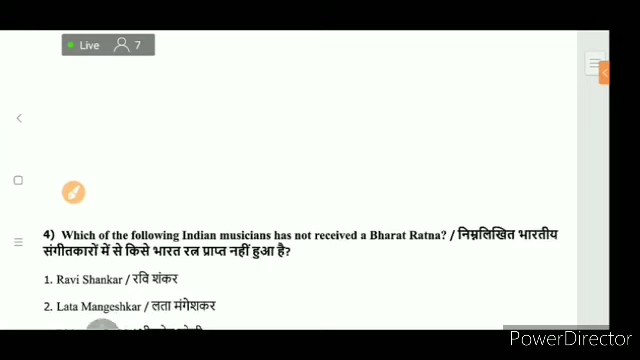 Live 7
4) Which of the following Indian musicians has not received a Bharat Ratna? / निम्नलिखित भारतीय
संगीतकारों में से किसे भारत रत्न प्राप्त नहीं हुआ है?
1. Ravi Shankar / रवि शंकर
2. Lata Mangeshkar / लता मंगेशकर
PowerDirector